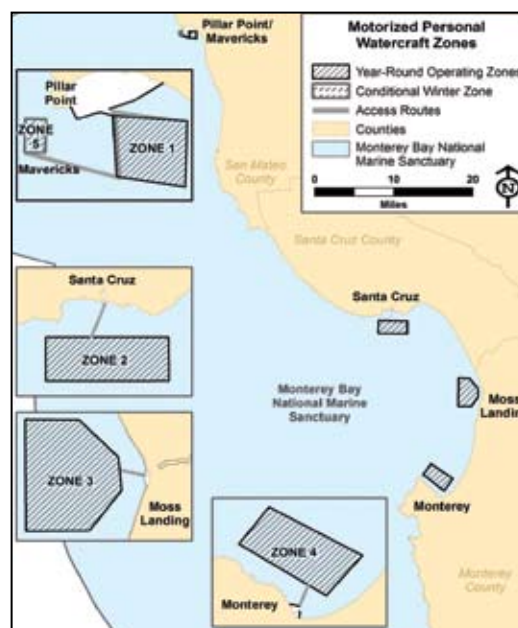 Pillar Point/
Mavericks
Motorized Personal
Watercraft Zones
Year-Round Operating Zones
Conditional Winter Zone
Access Routes
Counties
Monterey Bay National
Marine Sanctuary
0
10
20
Miles
N
Pillar
Point
ZONE
5
ZONE 1
Mavericks
San Mateo
County
Santa Cruz County
Santa Cruz
ZONE 2
Santa Cruz
Monterey Bay
National Marine
Sanctuary
Moss
Landing
ZONE 3
Moss
Landing
Monterey
ZONE 4
Monterey
Monterey
County